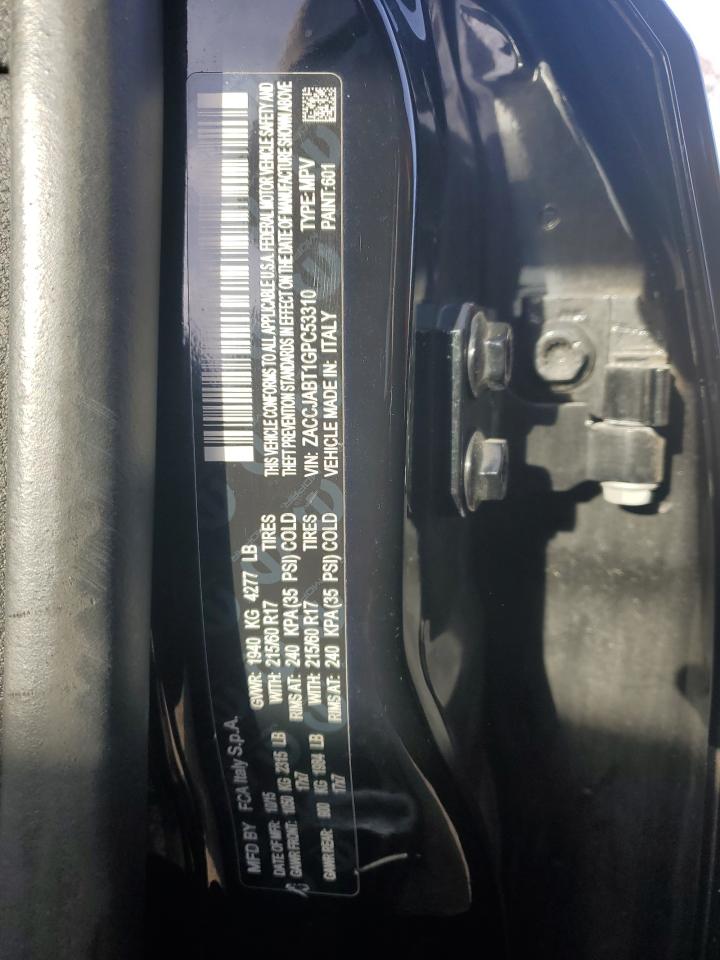 MFD BY FCA Italy S.p.A.
DATE OF MFR: 10/15 GVWR: 1940 KG 4277 LB
GAWR FRONT: 1050 KG 2315 LB WITH: 215/60 R17 TIRES
17x7 RIMS AT: 240 KPA(35 PSI) COLD
GAWR REAR: 900 KG 1984 LB WITH: 215/60 R17 TIRES
17x7 RIMS AT: 240 KPA(35 PSI) COLD
THIS VEHICLE CONFORMS TO ALL APPLICABLE U.S.A. FEDERAL MOTOR VEHICLE SAFETY AND
THEFT PREVENTION STANDARDS IN EFFECT ON THE DATE OF MANUFACTURE SHOWN ABOVE
VIN: ZACCJABT1GPC53310 TYPE: MPV
VEHICLE MADE IN: ITALY PAINT: 601